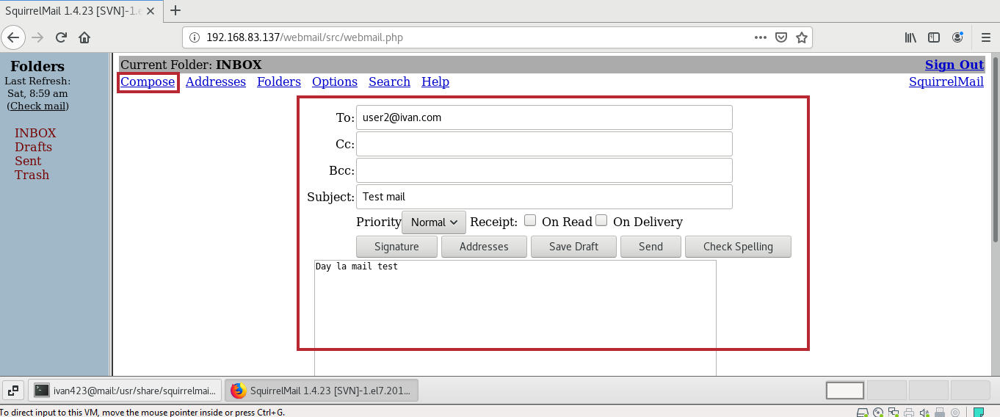 SquirrelMail 1.4.23 [SVN]-1.e
192.168.83.137/webmail/src/webmail.php
Folders
Last Refresh:
Sat, 8:59 am
(Check mail)
INBOX
Drafts
Sent
Trash
Current Folder: INBOX
Sign Out
Compose Addresses Folders Options Search Help
SquirrelMail
To: user2@ivan.com
Cc:
Bcc:
Subject: Test mail
Priority Normal Receipt: On Read On Delivery
Signature Addresses Save Draft Send Check Spelling
Day la mail test
ivan423@mail:/usr/share/squirrelmai...
SquirrelMail 1.4.23 [SVN]-1.el7.201...
To direct input to this VM, move the mouse pointer inside or press Ctrl+G.